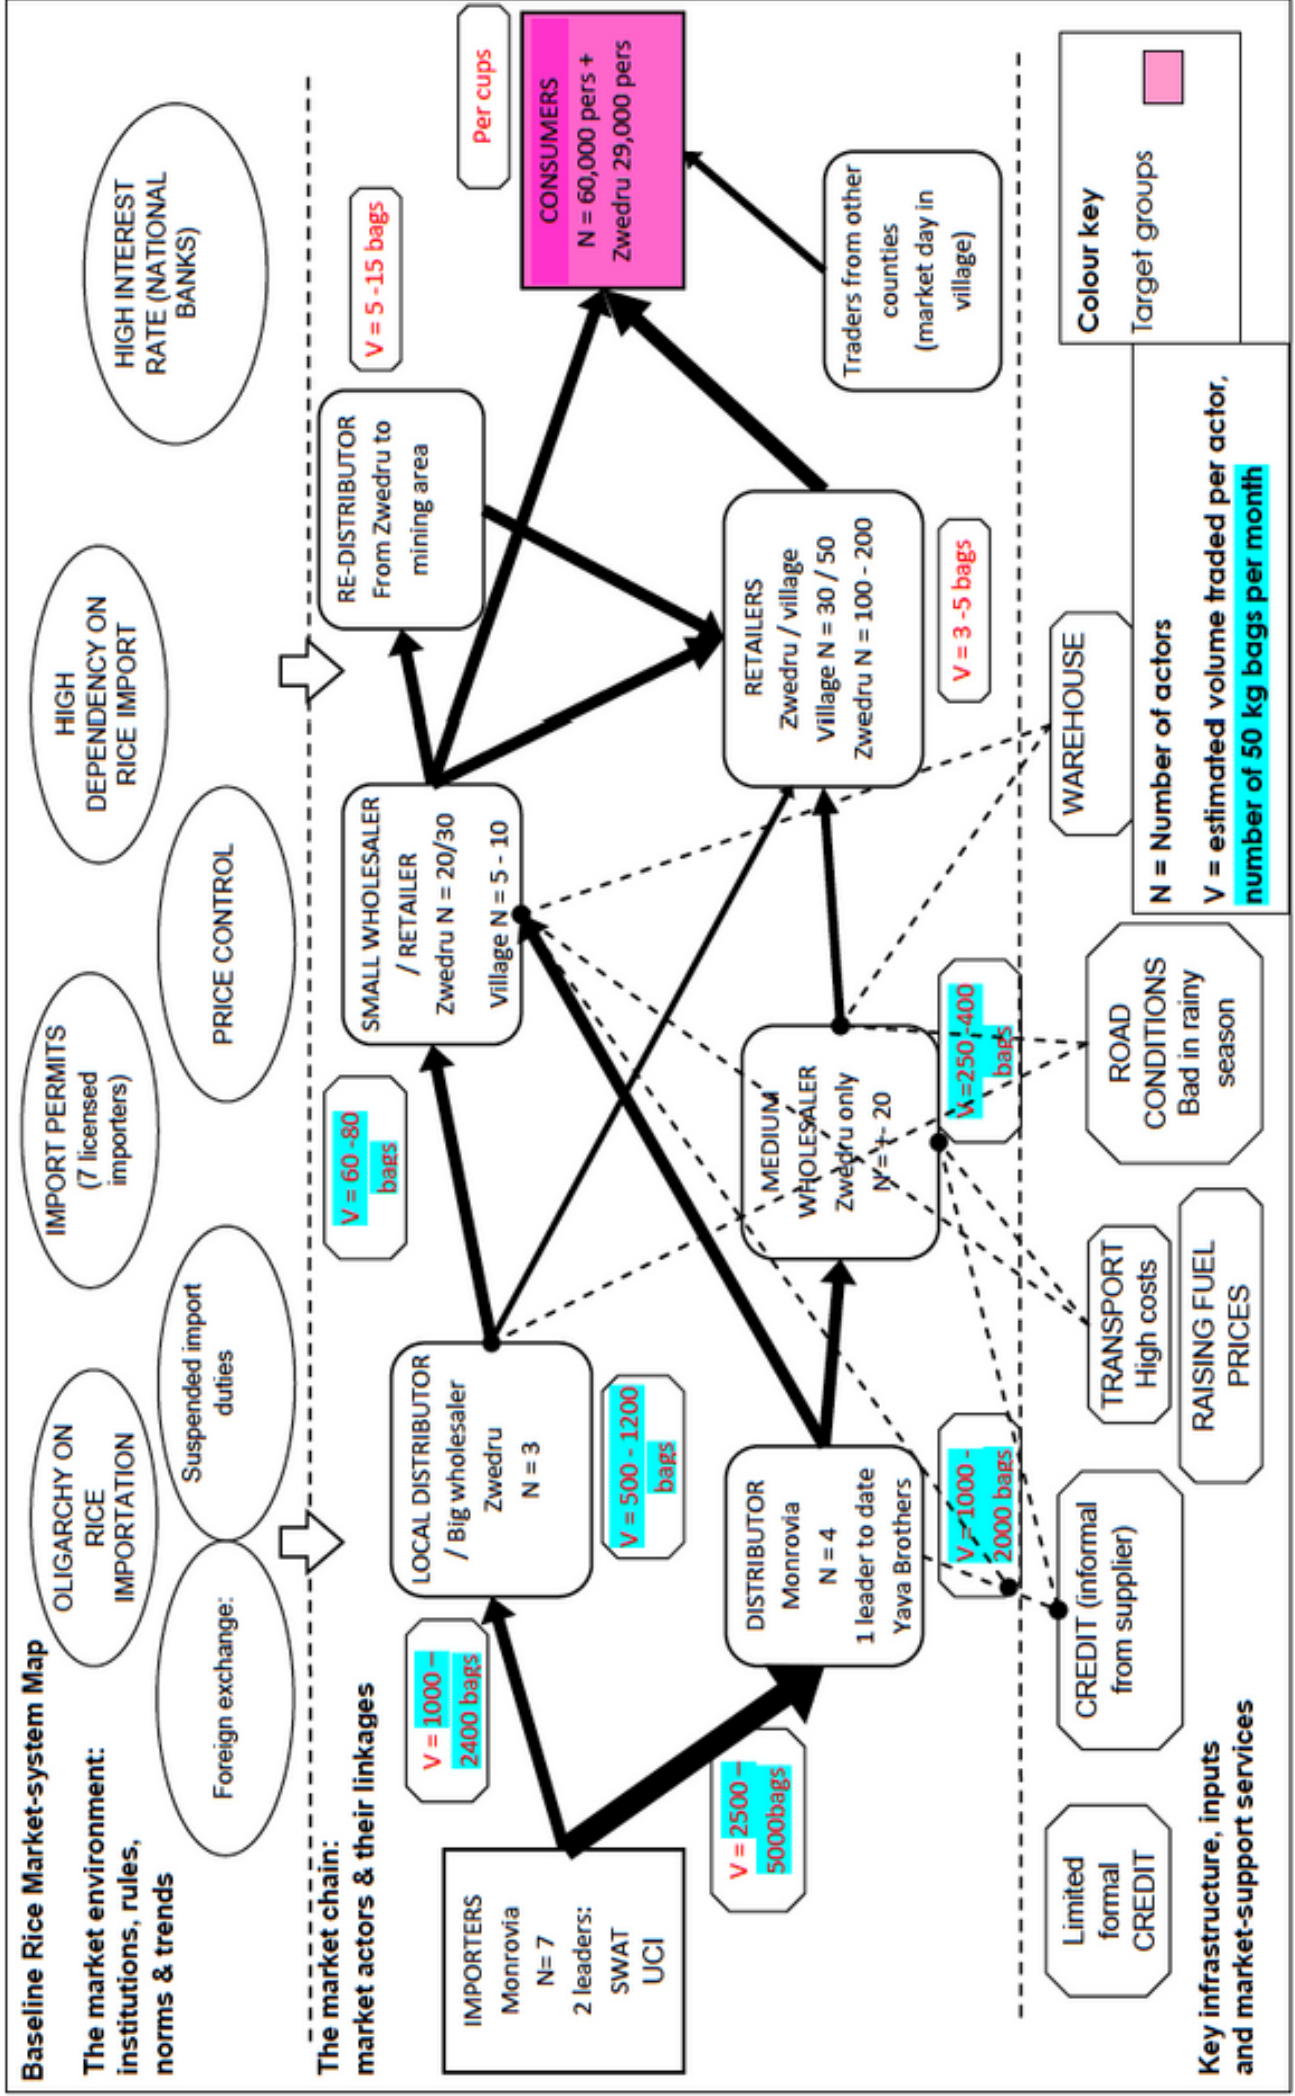 Baseline Rice Market-system Map
The market environment:
institutions, rules,
norms & trends
OLIGARCHY ON
RICE
IMPORTATION
IMPORT PERMITS
(7 licensed
importers)
HIGH
DEPENDENCY ON
RICE IMPORT
HIGH INTEREST
RATE (NATIONAL
BANKS)
Foreign exchange:
Suspended import
duties
PRICE CONTROL
The market chain:
market actors & their linkages
IMPORTERS
Monrovia
N= 7
2 leaders:
SWAT
UCI
V = 1000 –
2400 bags
V = 2500 –
5000bags
LOCAL DISTRIBUTOR
/ Big wholesaler
Zwedru
N = 3
V = 500 - 1200
bags
DISTRIBUTOR
Monrovia
N = 4
1 leader to date
Yava Brothers
V = 1000 -
2000 bags
V = 60 -80
bags
SMALL WHOLESALER
/ RETAILER
Zwedru N = 20/30
Village N = 5 - 10
MEDIUM
WHOLESALER
Zwedru only
N = +- 20
V =250 -400
bags
RE-DISTRIBUTOR
From Zwedru to
mining area
V = 5 -15 bags
RETAILERS
Zwedru / village
Village N = 30 / 50
Zwedru N = 100 - 200
V = 3 -5 bags
Per cups
CONSUMERS
N = 60,000 pers +
Zwedru 29,000 pers
Traders from other
counties
(market day in
village)
Key infrastructure, inputs
and market-support services
Limited
formal
CREDIT
CREDIT (informal
from supplier)
TRANSPORT
High costs
RAISING FUEL
PRICES
ROAD
CONDITIONS
Bad in rainy
season
WAREHOUSE
Colour key
Target groups
N = Number of actors
V = estimated volume traded per actor,
number of 50 kg bags per month